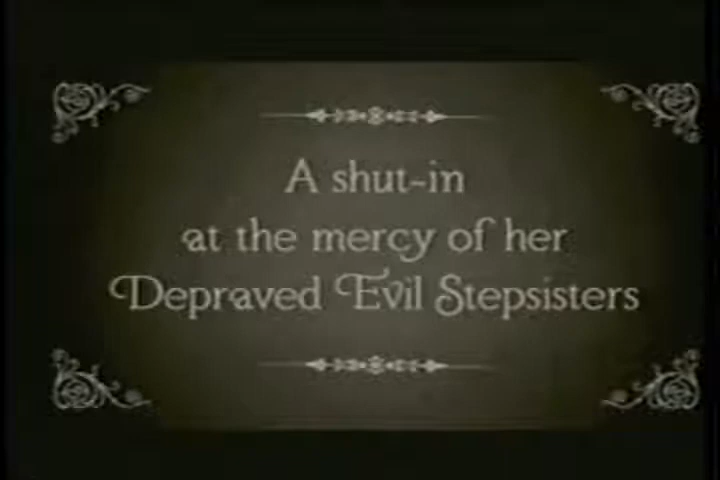 A shut-in
at the mercy of her
Depraved Evil Stepsisters